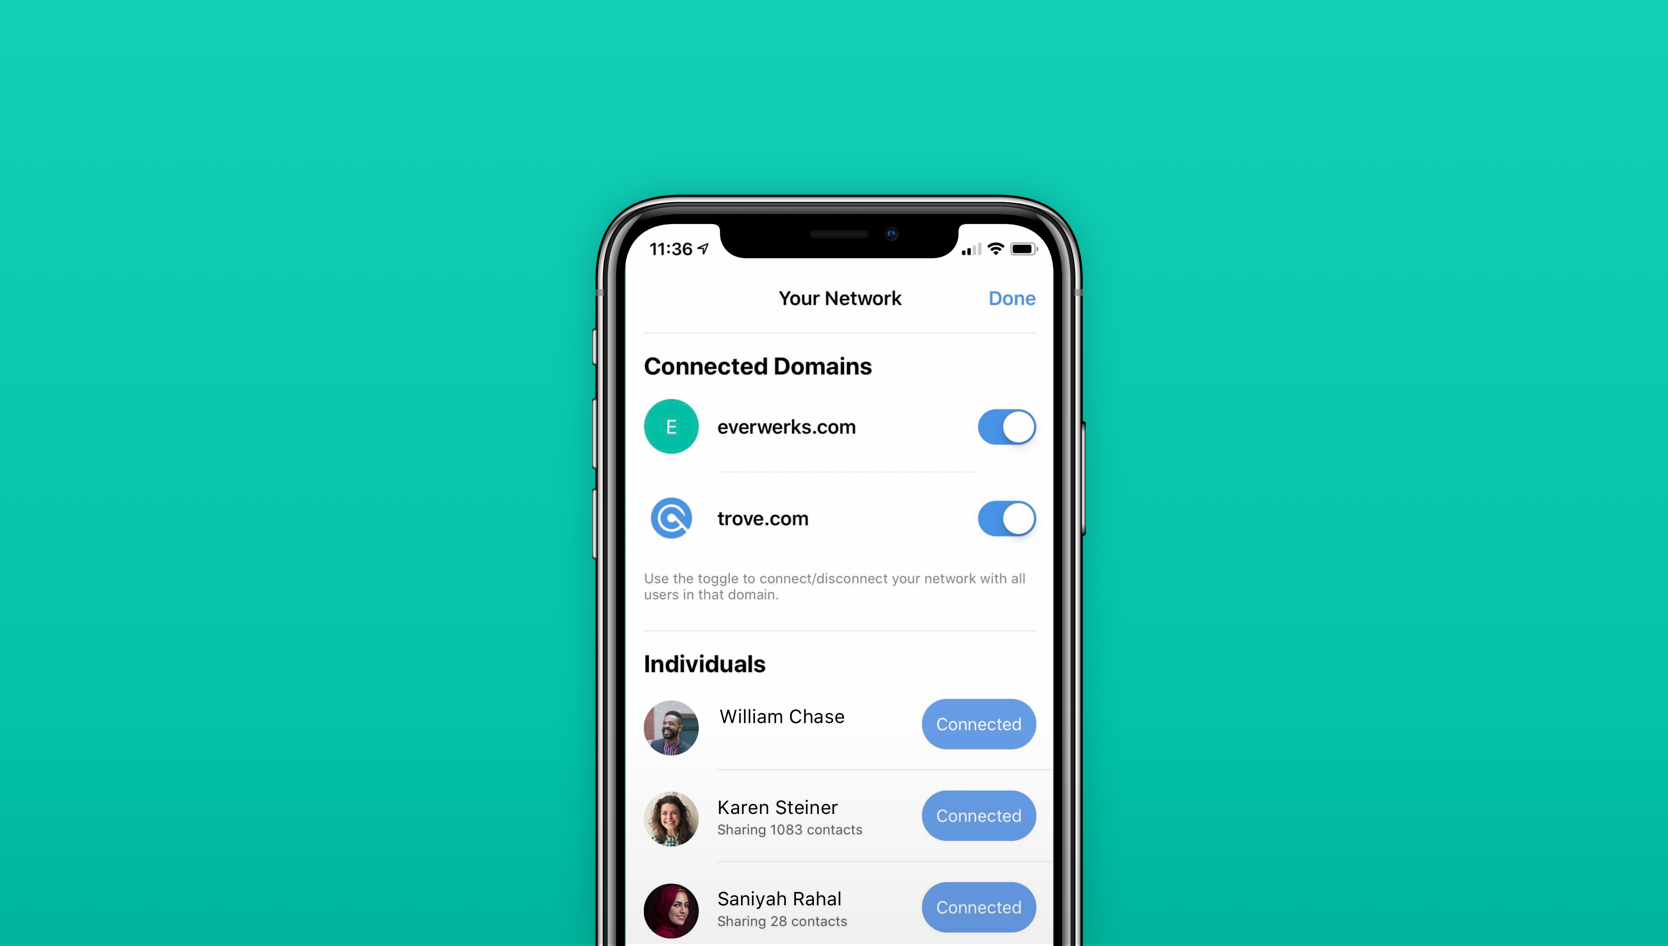 11:36
Your Network
Done
Connected Domains
E
everwerks.com
trove.com
Use the toggle to connect/disconnect your network with all
users in that domain.
Individuals
William Chase
Connected
Karen Steiner
Sharing 1083 contacts
Connected
Saniyah Rahal
Sharing 28 contacts
Connected